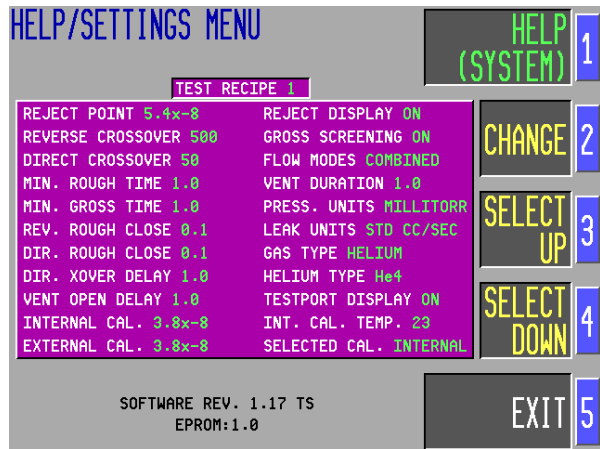 HELP/SETTINGS MENU
HELP
(SYSTEM)
1
TEST RECIPE 1
REJECT POINT 5.4x-8
REVERSE CROSSOVER 500
DIRECT CROSSOVER 50
MIN. ROUGH TIME 1.0
MIN. GROSS TIME 1.0
REV. ROUGH CLOSE 0.1
DIR. ROUGH CLOSE 0.1
DIR. XOVER DELAY 1.0
VENT OPEN DELAY 1.0
INTERNAL CAL. 3.8x-8
EXTERNAL CAL. 3.8x-8
REJECT DISPLAY ON
GROSS SCREENING ON
FLOW MODES COMBINED
VENT DURATION 1.0
PRESS. UNITS MILLITORR
LEAK UNITS STD CC/SEC
GAS TYPE HELIUM
HELIUM TYPE He4
TESTPORT DISPLAY ON
INT. CAL. TEMP. 23
SELECTED CAL. INTERNAL
CHANGE
2
SELECT
UP
3
SELECT
DOWN
4
EXIT
5
SOFTWARE REV. 1.17 TS
EPROM:1.0